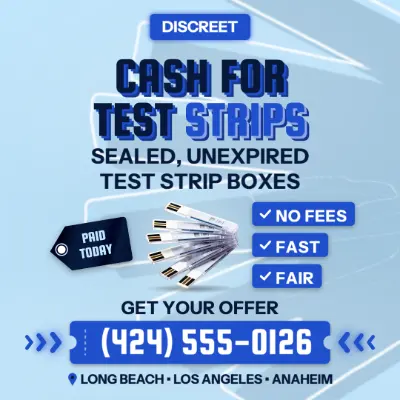 DISCREET
CASH FOR
TEST STRIPS
SEALED, UNEXPIRED
TEST STRIP BOXES
PAID
TODAY
NO FEES
FAST
FAIR
GET YOUR OFFER
(424) 555-0126
LONG BEACH • LOS ANGELES • ANAHEIM